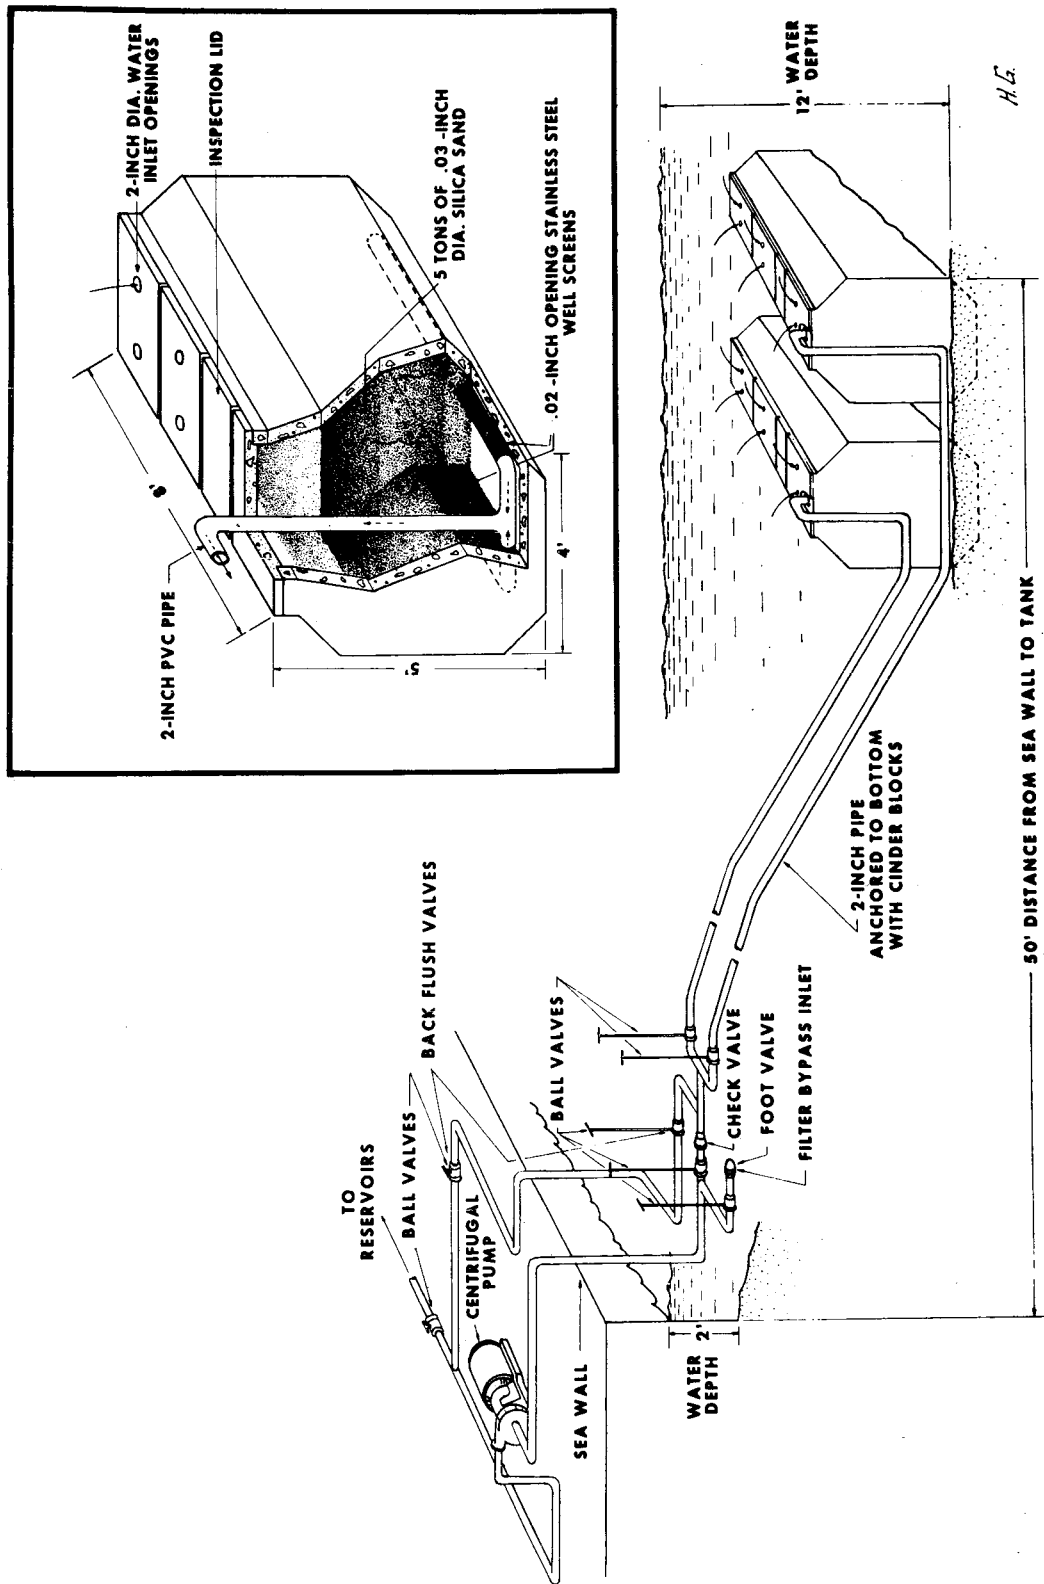 2-INCH DIA. WATER
INLET OPENINGS
INSPECTION LID
2-INCH PVC PIPE
8'
5 TONS OF .03-INCH
DIA. SILICA SAND
.02-INCH OPENING STAINLESS STEEL
WELL SCREENS
5'
4'
TO
RESERVOIRS
BALL VALVES
CENTRIFUGAL
PUMP
BACK FLUSH VALVES
SEA WALL
BALL VALVES
WATER
DEPTH
2'
CHECK VALVE
FOOT VALVE
FILTER BYPASS INLET
2-INCH PIPE
ANCHORED TO BOTTOM
WITH CINDER BLOCKS
12' WATER
DEPTH
50' DISTANCE FROM SEA WALL TO TANK
H.G.